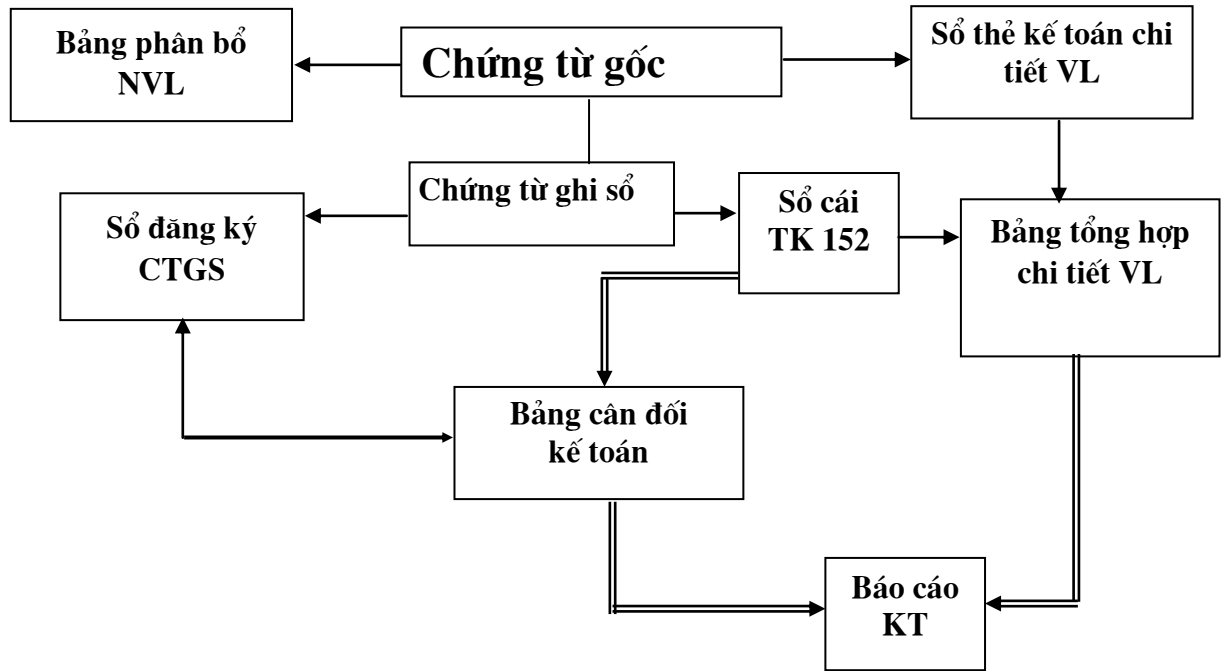 Bảng phân bổ
NVL
Chứng từ gốc
Sổ thẻ kế toán chi
tiết VL
Chứng từ ghi sổ
Sổ cái
TK 152
Sổ đăng ký
CTGS
Bảng tổng hợp
chi tiết VL
Bảng cân đối
kế toán
Báo cáo
KT